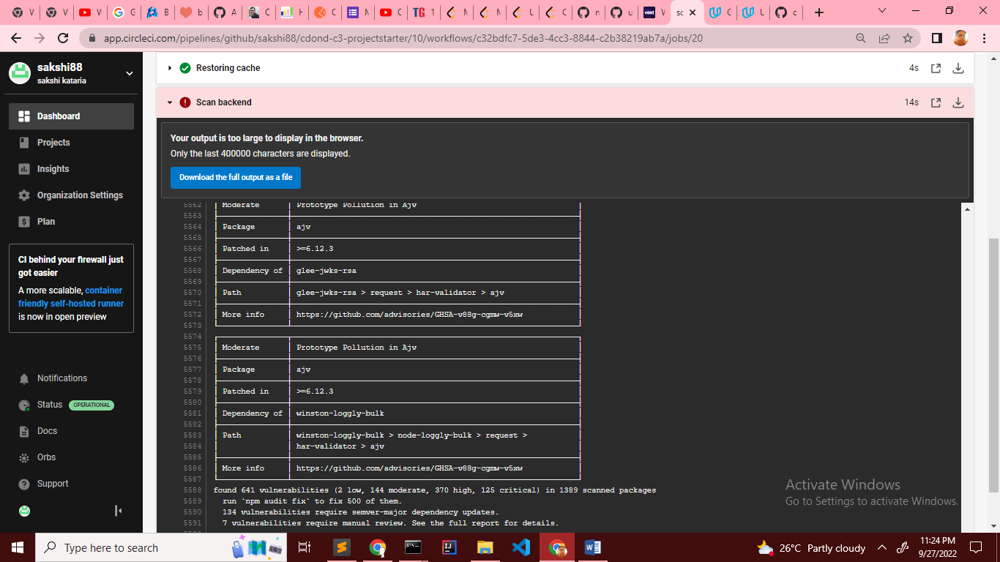 V
V
V
G
B
b
A
C
H
C
M
C
1
M
M
U
C
n
u
V
sc
G
U
c
app.circleci.com/pipelines/github/sakshi88/cdond-c3-projectstarter/10/workflows/c32bdfc7-5de3-4cc3-8844-c2b38219ab7a/jobs/20
sakshi88
sakshi kataria
Dashboard
Projects
Insights
Organization Settings
Plan
CI behind your firewall just
got easier
A more scalable, container
friendly self-hosted runner
is now in open preview
Notifications
Status OPERATIONAL
Docs
Orbs
Support
Restoring cache 4s
Scan backend 14s
Your output is too large to display in the browser.
Only the last 400000 characters are displayed.
Download the full output as a file
5562 Moderate Prototype Pollution in Ajv
5563
5564 Package ajv
5565
5566 Patched in >=6.12.3
5567
5568 Dependency of glee-jwks-rsa
5569
5570 Path glee-jwks-rsa > request > har-validator > ajv
5571
5572 More info https://github.com/advisories/GHSA-v88g-cgmw-v5xw
5573
5574
5575 Moderate Prototype Pollution in Ajv
5576
5577 Package ajv
5578
5579 Patched in >=6.12.3
5580
5581 Dependency of winston-loggly-bulk
5582
5583 Path winston-loggly-bulk > node-loggly-bulk > request >
5584 har-validator > ajv
5585
5586 More info https://github.com/advisories/GHSA-v88g-cgmw-v5xw
5587
5588 found 641 vulnerabilities (2 low, 144 moderate, 370 high, 125 critical) in 1389 scanned packages
5589 run `npm audit fix` to fix 500 of them.
5590 134 vulnerabilities require semver-major dependency updates.
5591 7 vulnerabilities require manual review. See the full report for details.
Activate Windows
Go to Settings to activate Windows.
Type here to search
26°C Partly cloudy
11:24 PM
9/27/2022